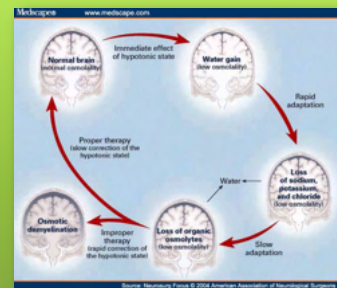 Medscape® www.medscape.com
Immediate effect
of hypotonic state
Normal brain
(normal osmolality)
Water gain
(low osmolality)
Rapid
adaptation
Proper therapy
(slow correction of the
hypotonic state)
Water
Loss
of sodium,
potassium,
and chloride
(low osmolality)
Osmotic
demyelination
Loss of organic
osmolytes
(low osmolality)
Improper
therapy
(rapid correction of
the hypotonic state)
Slow
adaptation
Source: Neurosurg Focus © 2004 American Association of Neurological Surgeons